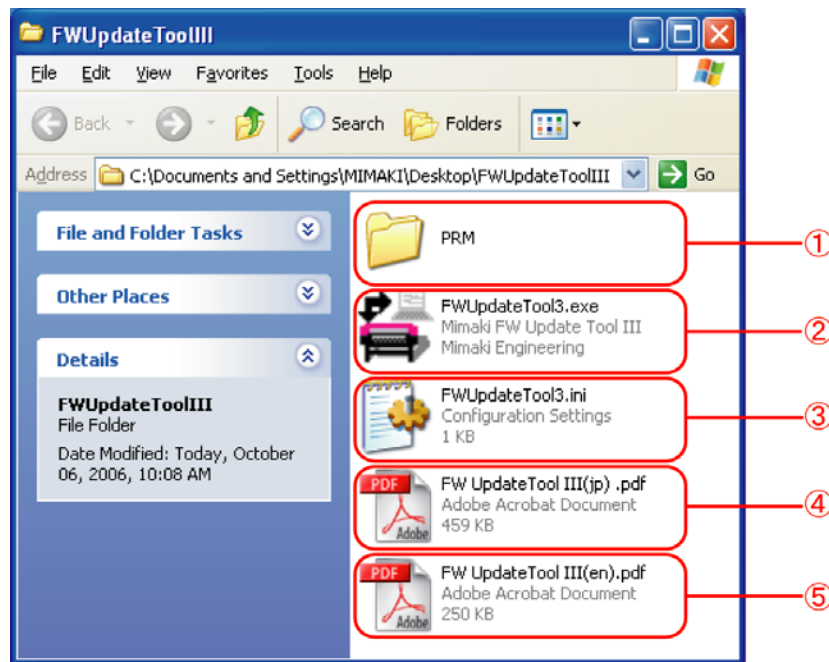 FWUpdateToolIII
File Edit View Favorites Tools Help
Back Search Folders
Address C:\Documents and Settings\MIMAKI\Desktop\FWUpdateToolIII Go
File and Folder Tasks
Other Places
Details
FWUpdateToolIII
File Folder
Date Modified: Today, October
06, 2006, 10:08 AM
PRM
①
FWUpdateTool3.exe
Mimaki FW Update Tool III
Mimaki Engineering
②
FWUpdateTool3.ini
Configuration Settings
1 KB
③
PDF
Adobe
FW UpdateTool III(jp) .pdf
Adobe Acrobat Document
459 KB
④
PDF
Adobe
FW UpdateTool III(en).pdf
Adobe Acrobat Document
250 KB
⑤